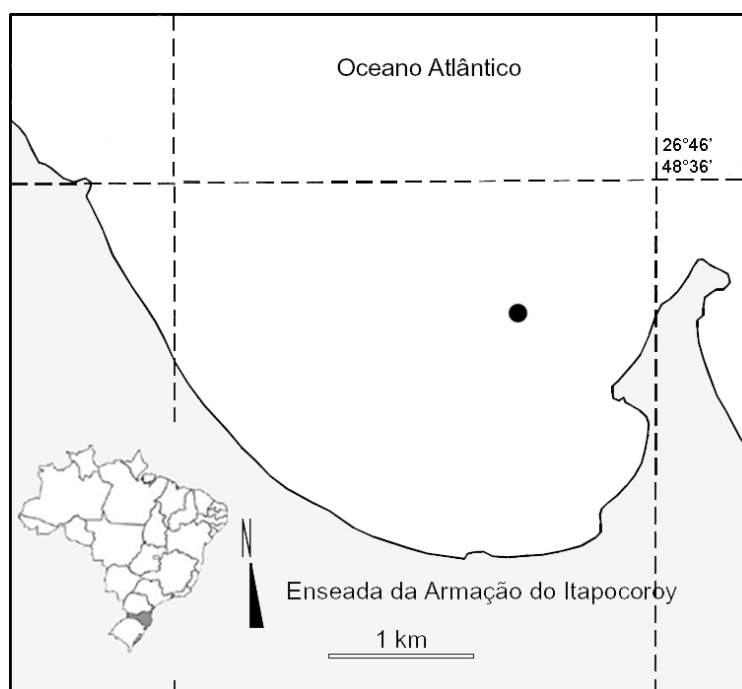 Oceano Atlântico
26°46'
48°36'
N
Enseada da Armação do Itapocoroy
1 km